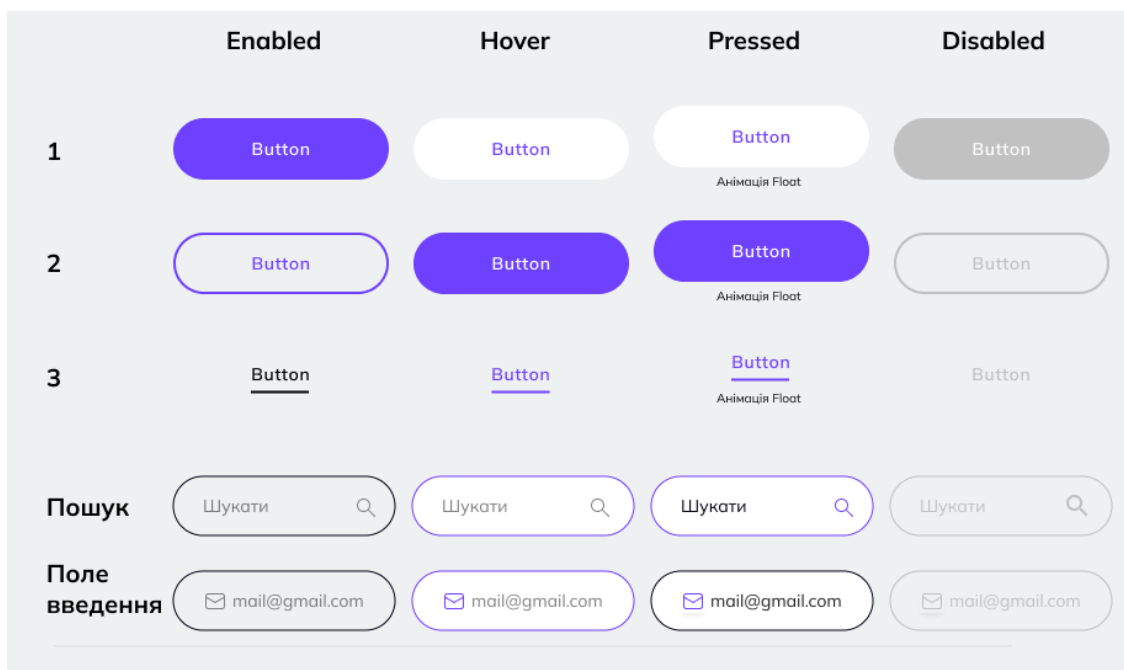 Enabled Hover Pressed Disabled
1 Button Button Button Button
Анімація Float
2 Button Button Button Button
Анімація Float
3 Button Button Button Button
Анімація Float
Пошук Шукати Шукати Шукати Шукати
Поле
введення mail@gmail.com mail@gmail.com mail@gmail.com mail@gmail.com